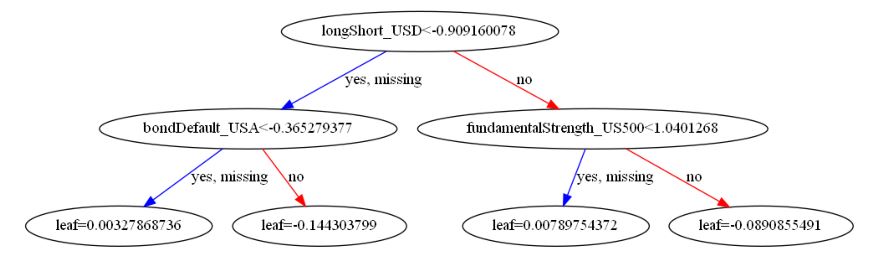 longShort_USD<-0.909160078
yes, missing
no
bondDefault_USA<-0.365279377
fundamentalStrength_US500<1.0401268
yes, missing
no
yes, missing
no
leaf=0.00327868736
leaf=-0.144303799
leaf=0.00789754372
leaf=-0.0890855491